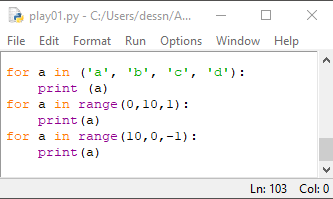 play01.py - C:/Users/dessn/A...
File Edit Format Run Options Window Help
for a in ('a', 'b', 'c', 'd'):
    print (a)
for a in range(0,10,1):
    print(a)
for a in range(10,0,-1):
    print(a)
Ln: 103 Col: 0